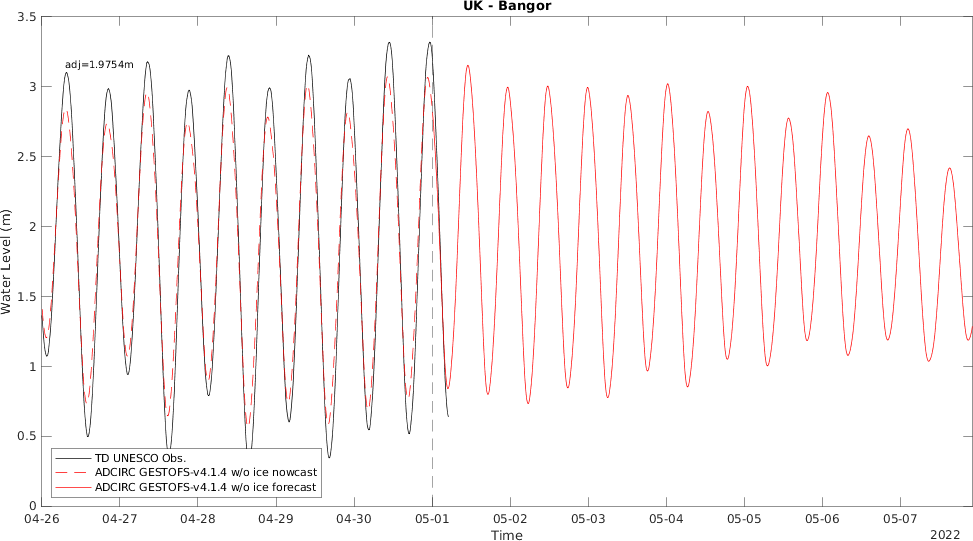 UK - Bangor
3.5
adj=1.9754m
3
2.5
2
1.5
1
0.5
0
Water Level (m)
TD UNESCO Obs.
ADCIRC GESTOFS-v4.1.4 w/o ice nowcast
ADCIRC GESTOFS-v4.1.4 w/o ice forecast
04-26 04-27 04-28 04-29 04-30 05-01 05-02 05-03 05-04 05-05 05-06 05-07
Time
2022